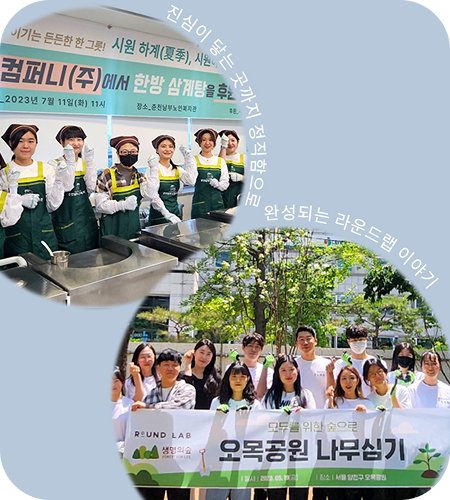 진심이 닿는 곳까지 정직함으로 완성되는 라운드랩 이야기
이기는 든든한 한 그릇! 시원 하계(夏季), 시원
컴퍼니(주)에서 한방 삼계탕을 후원
2023년 7월 11일(화) 11시 장소_춘천남부노인복지관
ROUND LAB
생명의숲
모두를 위한 숲으로
오목공원 나무심기
장소 : 서울 양천구 오목공원